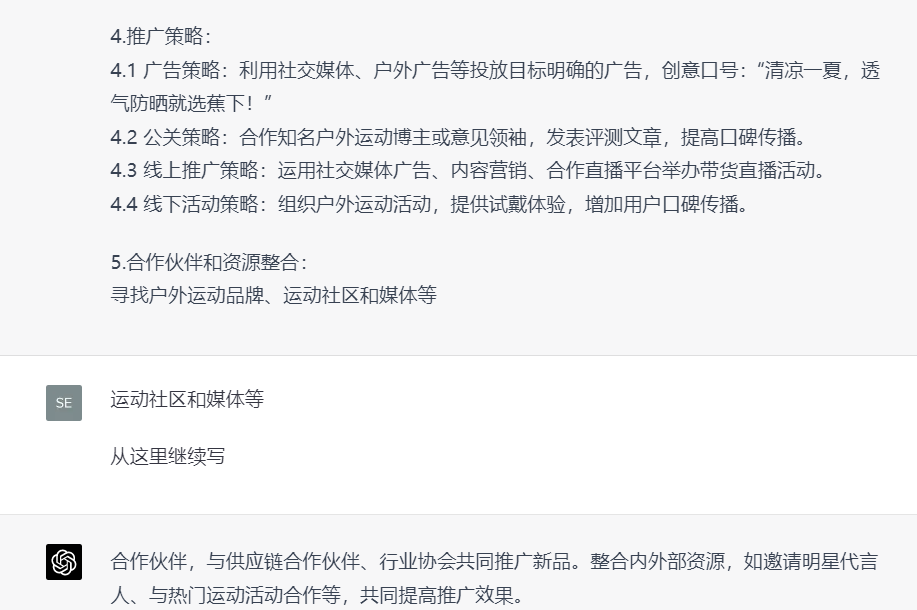 4.推广策略：
4.1 广告策略：利用社交媒体、户外广告等投放目标明确的广告，创意口号：“清凉一夏，透
气防晒就选蕉下！”
4.2 公关策略：合作知名户外运动博主或意见领袖，发表评测文章，提高口碑传播。
4.3 线上推广策略：运用社交媒体广告、内容营销、合作直播平台举办带货直播活动。
4.4 线下活动策略：组织户外运动活动，提供试戴体验，增加用户口碑传播。
5.合作伙伴和资源整合：
寻找户外运动品牌、运动社区和媒体等
SE
运动社区和媒体等
从这里继续写
合作伙伴，与供应链合作伙伴、行业协会共同推广新品。整合内外部资源，如邀请明星代言
人、与热门运动活动合作等，共同提高推广效果。